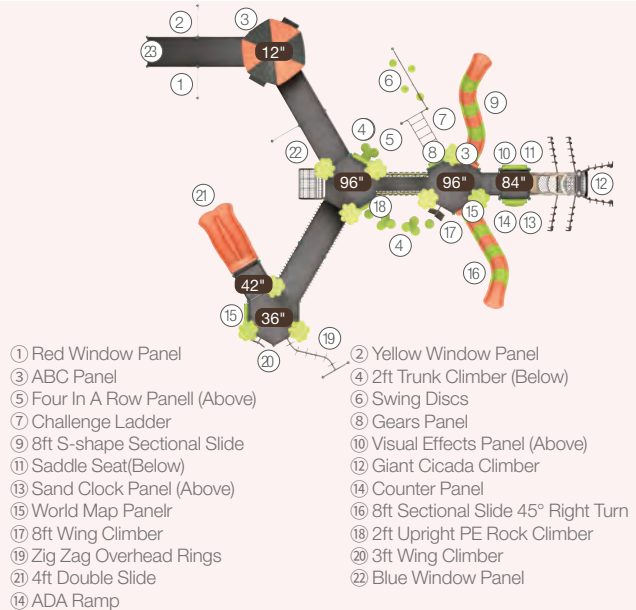 2
3
23
12"
1
6
7
9
4
5
8
3
10
11
22
96"
96"
84"
12
21
18
15
17
14
13
4
42"
16
15
36"
19
20
① Red Window Panel
② Yellow Window Panel
③ ABC Panel
④ 2ft Trunk Climber (Below)
⑤ Four In A Row Panell (Above)
⑥ Swing Discs
⑦ Challenge Ladder
⑧ Gears Panel
⑨ 8ft S-shape Sectional Slide
⑩ Visual Effects Panel (Above)
⑪ Saddle Seat(Below)
⑫ Giant Cicada Climber
⑬ Sand Clock Panel (Above)
⑭ Counter Panel
⑮ World Map Panelr
⑯ 8ft Sectional Slide 45° Right Turn
⑰ 8ft Wing Climber
⑱ 2ft Upright PE Rock Climber
⑲ Zig Zag Overhead Rings
⑳ 3ft Wing Climber
㉑ 4ft Double Slide
㉒ Blue Window Panel
⑭ ADA Ramp